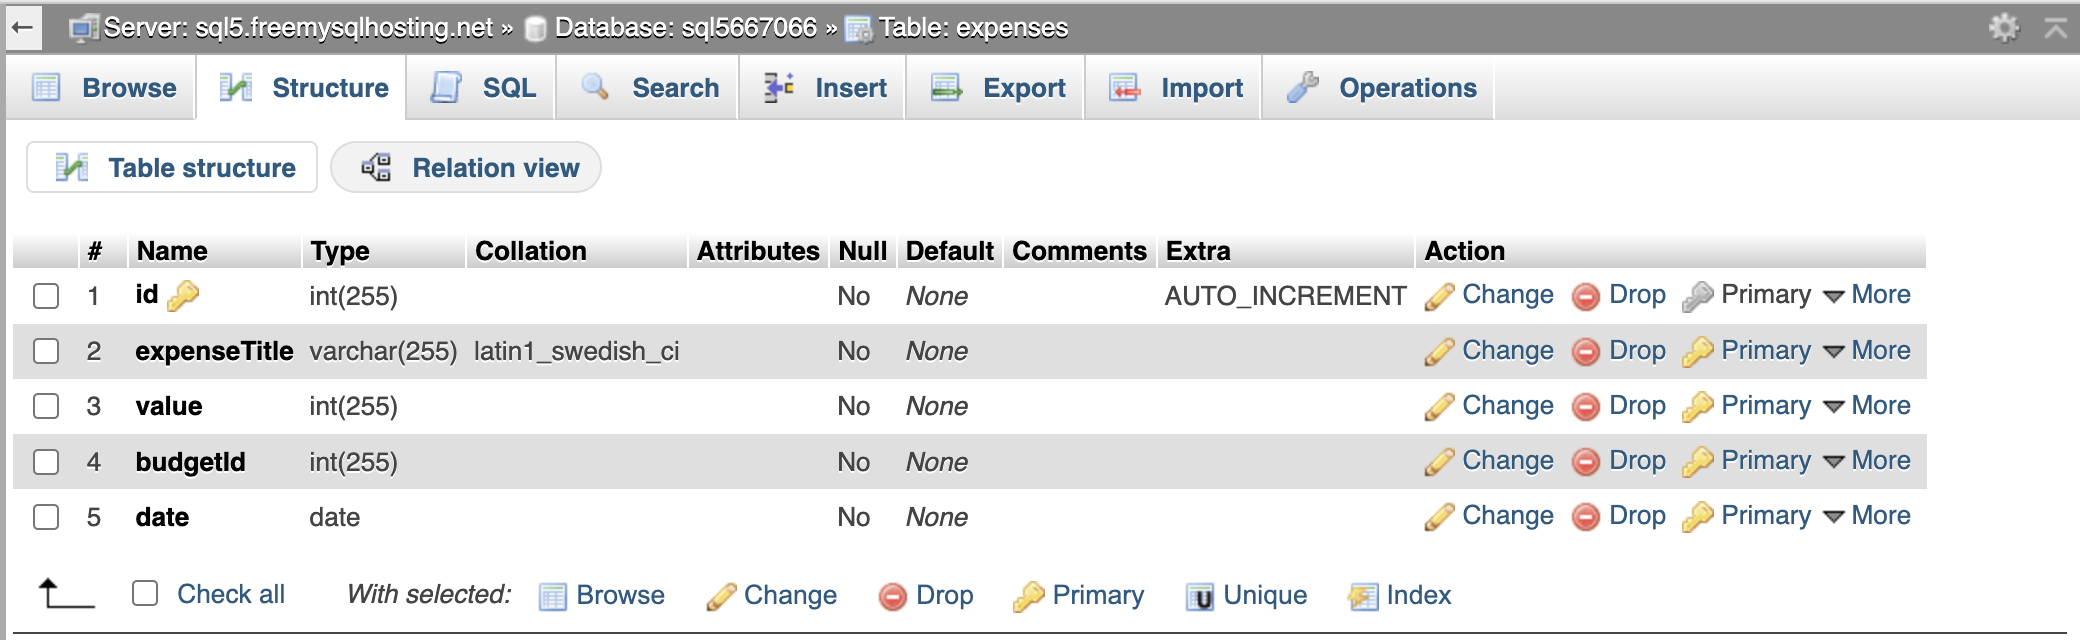 ← Server: sql5.freemysqlhosting.net » Database: sql5667066 » Table: expenses
Browse Structure SQL Search Insert Export Import Operations
Table structure Relation view
# Name Type Collation Attributes Null Default Comments Extra Action
1 id int(255) No None AUTO_INCREMENT Change Drop Primary More
2 expenseTitle varchar(255) latin1_swedish_ci No None Change Drop Primary More
3 value int(255) No None Change Drop Primary More
4 budgetId int(255) No None Change Drop Primary More
5 date date No None Change Drop Primary More
Check all With selected: Browse Change Drop Primary Unique Index